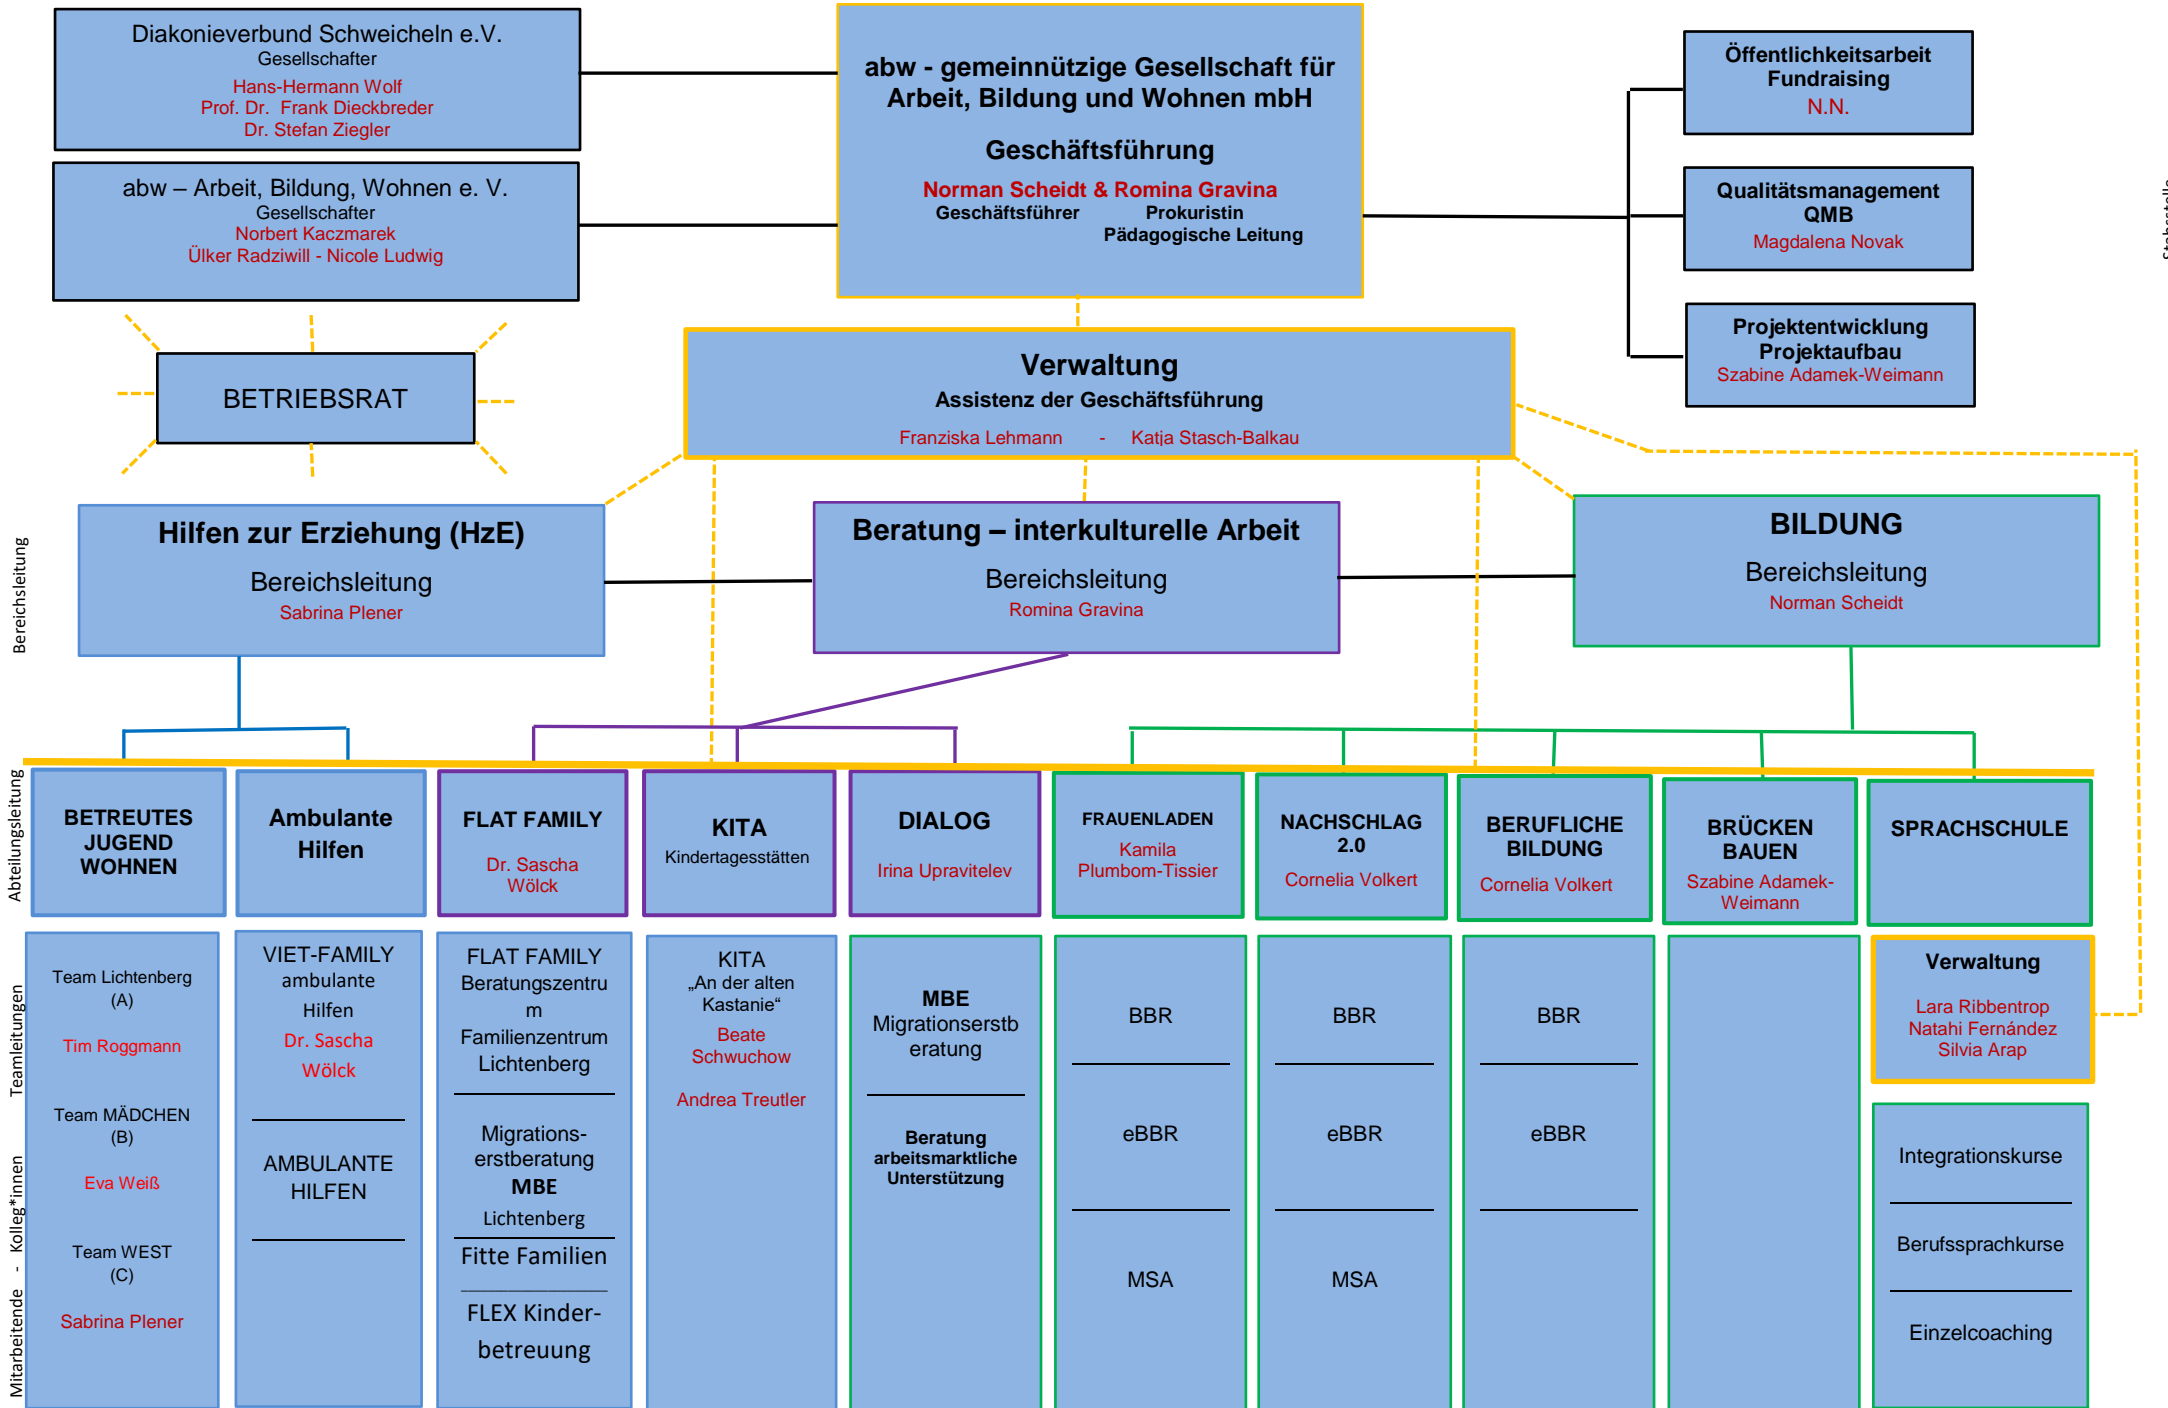 Diakonieverbund Schweicheln e.V.
Gesellschafter
Hans-Hermann Wolf
Prof. Dr. Frank Dieckbreder
Dr. Stefan Ziegler
abw – Arbeit, Bildung, Wohnen e. V.
Gesellschafter
Norbert Kaczmarek
Ülker Radziwill - Nicole Ludwig
abw - gemeinnützige Gesellschaft für
Arbeit, Bildung und Wohnen mbH
Geschäftsführung
Norman Scheidt & Romina Gravina
Geschäftsführer Prokuristin
Pädagogische Leitung
Öffentlichkeitsarbeit
Fundraising
N.N.
Qualitätsmanagement
QMB
Magdalena Novak
Projektentwicklung
Projektaufbau
Szabine Adamek-Weimann
Stabsstelle
BETRIEBSRAT
Verwaltung
Assistenz der Geschäftsführung
Franziska Lehmann - Katja Stasch-Balkau
Bereichsleitung
Hilfen zur Erziehung (HzE)
Bereichsleitung
Sabrina Plener
Beratung – interkulturelle Arbeit
Bereichsleitung
Romina Gravina
BILDUNG
Bereichsleitung
Norman Scheidt
Abteilungsleitung
BETREUTES
JUGEND
WOHNEN
Ambulante
Hilfen
FLAT FAMILY
Dr. Sascha
Wölck
KITA
Kindertagesstätten
DIALOG
Irina Upravitelev
FRAUENLADEN
Kamila
Plumbom-Tissier
NACHSCHLAG
2.0
Cornelia Volkert
BERUFLICHE
BILDUNG
Cornelia Volkert
BRÜCKEN
BAUEN
Szabine Adamek-
Weimann
SPRACHSCHULE
Mitarbeitende - Kolleg*innen Teamleitungen
Team Lichtenberg
(A)
Tim Roggmann
Team MÄDCHEN
(B)
Eva Weiß
Team WEST
(C)
Sabrina Plener
VIET-FAMILY
ambulante
Hilfen
Dr. Sascha
Wölck
AMBULANTE
HILFEN
FLAT FAMILY
Beratungszentru
m
Familienzentrum
Lichtenberg
Migrations-
erstberatung
MBE
Lichtenberg
Fitte Familien
FLEX Kinder-
betreuung
KITA
„An der alten
Kastanie“
Beate
Schwuchow
Andrea Treutler
MBE
Migrationserstb
eratung
Beratung
arbeitsmarktliche
Unterstützung
BBR
eBBR
MSA
BBR
eBBR
MSA
BBR
eBBR
Verwaltung
Lara Ribbentrop
Natahi Fernández
Silvia Arap
Integrationskurse
Berufssprachkurse
Einzelcoaching